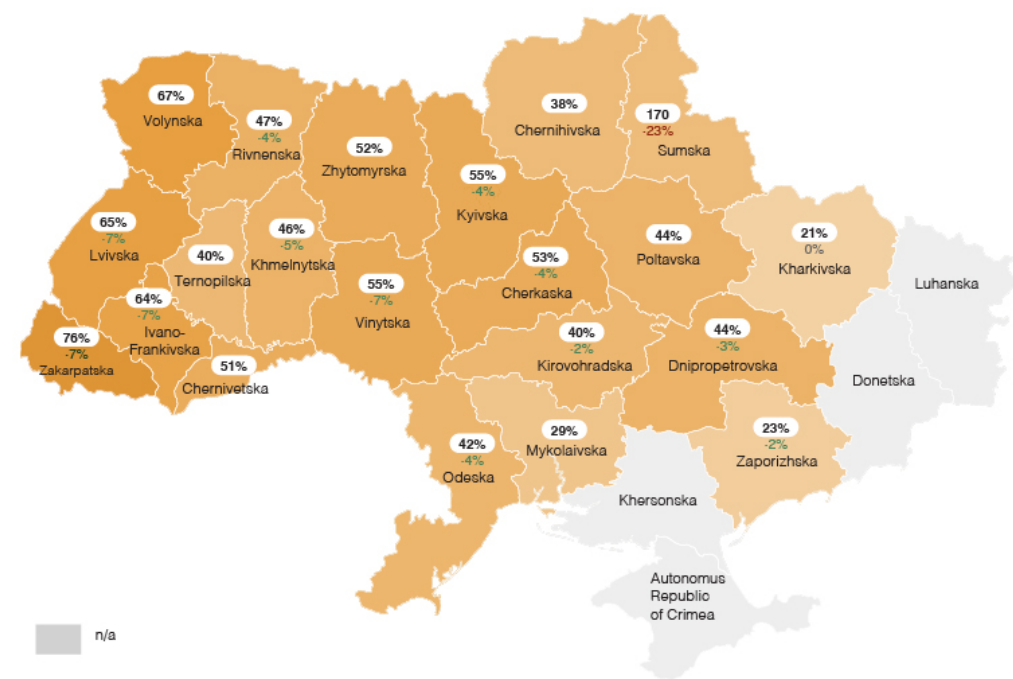 67%
Volynska
47%
-4%
Rivnenska
52%
Zhytomyrska
55%
-4%
Kyivska
38%
Chernihivska
170
-23%
Sumska
65%
-7%
Lvivska
40%
Ternopilska
46%
-5%
Khmelnytska
55%
-7%
Vinytska
53%
-4%
Cherkaska
44%
Poltavska
21%
0%
Kharkivska
Luhanska
64%
-7%
Ivano-
Frankivska
76%
-7%
Zakarpatska
51%
Chernivetska
40%
-2%
Kirovohradska
44%
-3%
Dnipropetrovska
Donetska
42%
-4%
Odeska
29%
Mykolaivska
23%
-2%
Zaporizhska
Khersonska
Autonomus
Republic
of Crimea
n/a